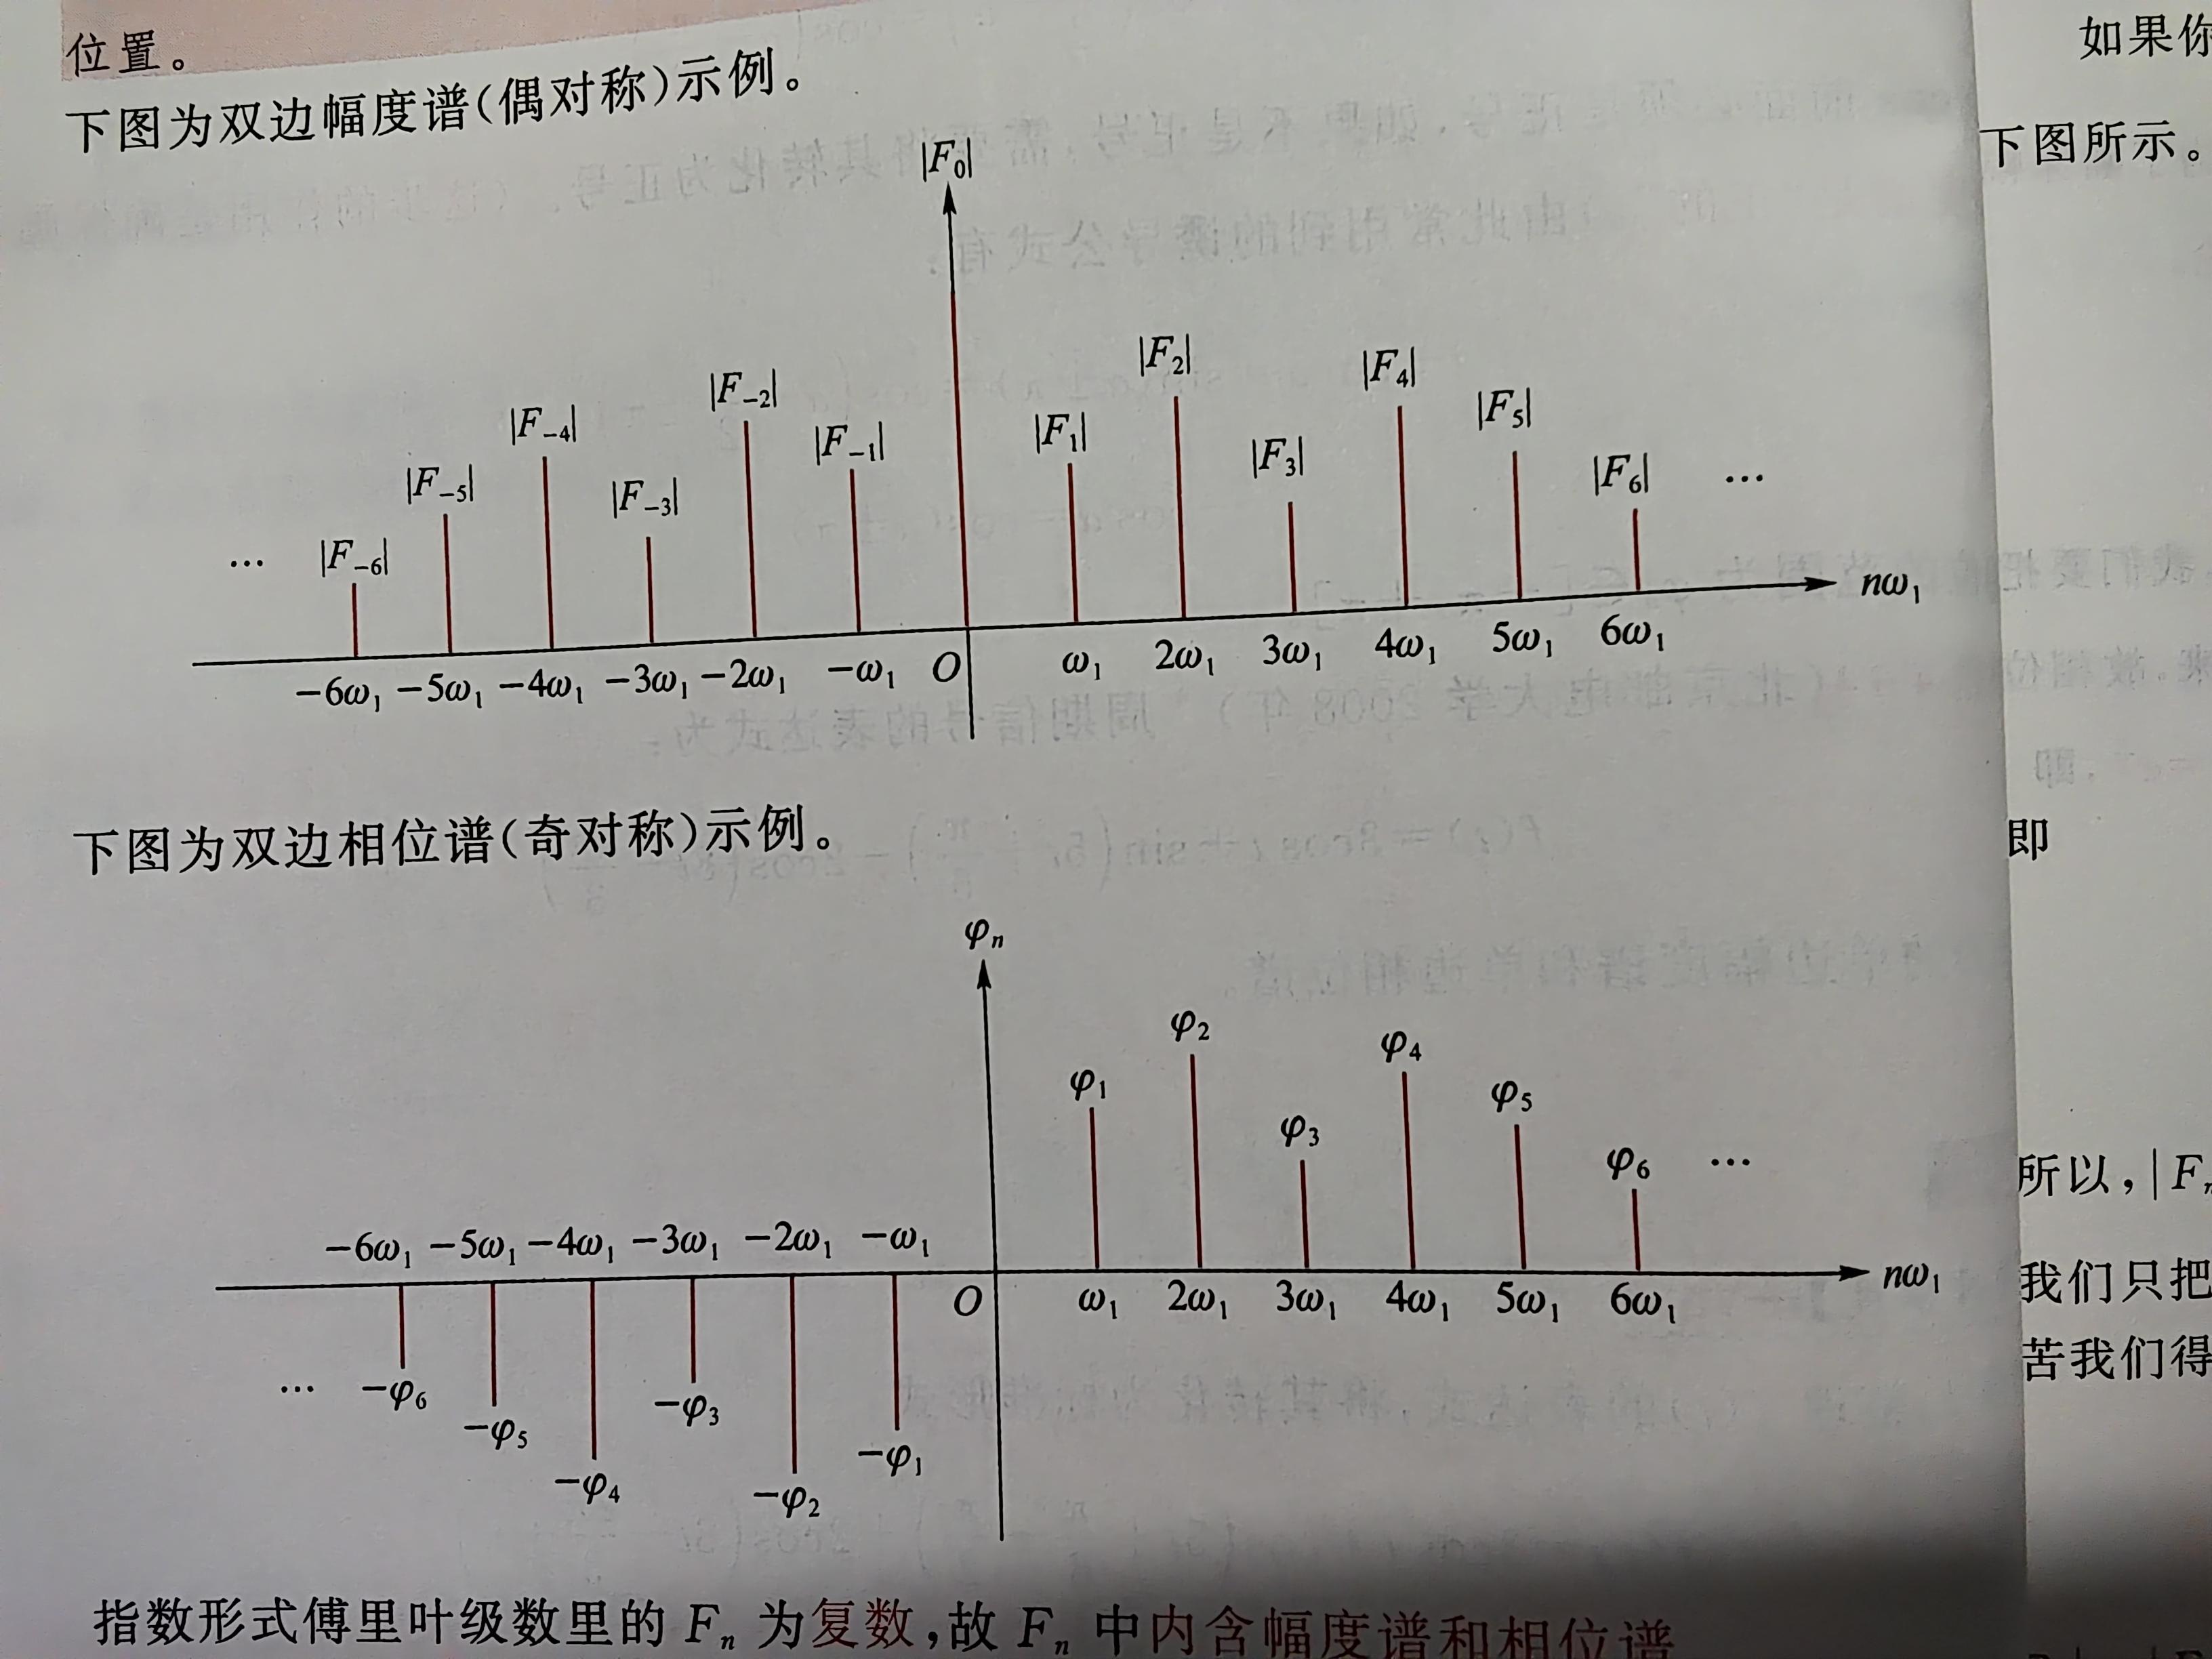 位置。
下图为双边幅度谱(偶对称)示例。
|F₀|
|F₋₆| |F₋₅| |F₋₄| |F₋₃| |F₋₂| |F₋₁| |F₁| |F₂| |F₃| |F₄| |F₅| |F₆|
… …
−6ω₁ −5ω₁ −4ω₁ −3ω₁ −2ω₁ −ω₁ O ω₁ 2ω₁ 3ω₁ 4ω₁ 5ω₁ 6ω₁ nω₁
下图为双边相位谱(奇对称)示例。
φₙ
φ₁ φ₂ φ₃ φ₄ φ₅ φ₆ …
−6ω₁ −5ω₁ −4ω₁ −3ω₁ −2ω₁ −ω₁
O ω₁ 2ω₁ 3ω₁ 4ω₁ 5ω₁ 6ω₁ nω₁
… −φ₆ −φ₅ −φ₄ −φ₃ −φ₂ −φ₁
指数形式傅里叶级数里的 Fₙ 为复数,故 Fₙ 中内含幅度谱和相位谱
如果你
下图所示。
即
所以,|Fₙ
我们只把
苦我们得